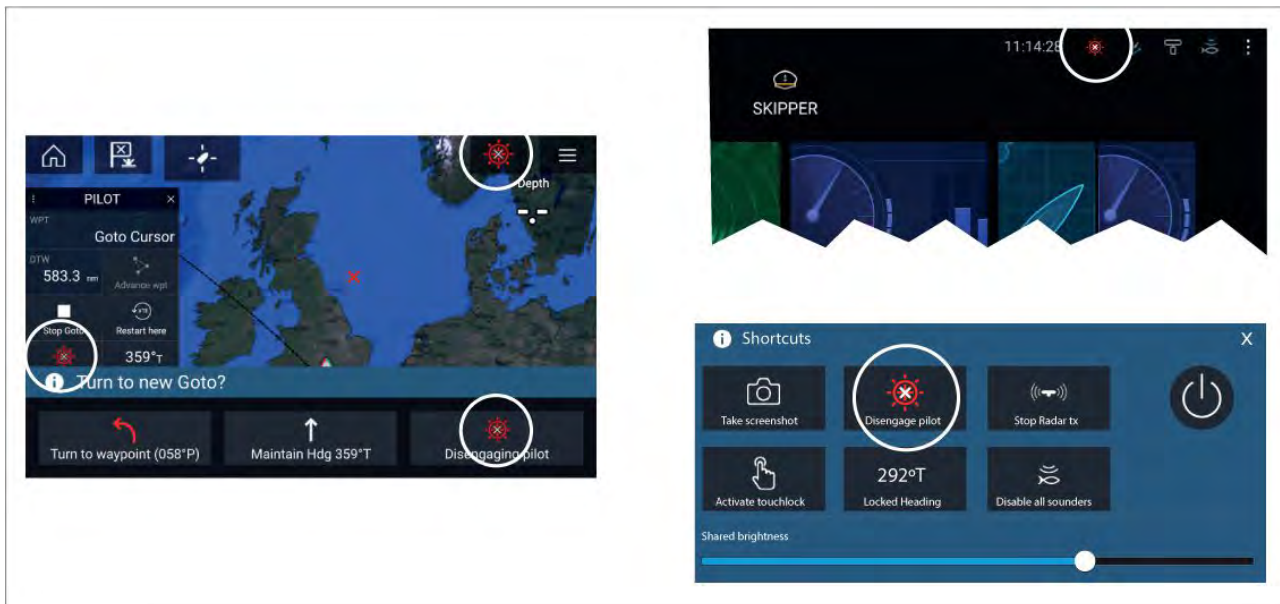 Depth
PILOT
WPT
Goto Cursor
DTW
583.3 nm
Advance wpt
Stop Goto
Restart here
359°T
Turn to new Goto?
Turn to waypoint (058°P)
Maintain Hdg 359°T
Disengaging pilot
11:14:28
SKIPPER
Shortcuts
X
Take screenshot
Disengage pilot
Stop Radar tx
Activate touchlock
292ºT
Locked Heading
Disable all sounders
Shared brightness